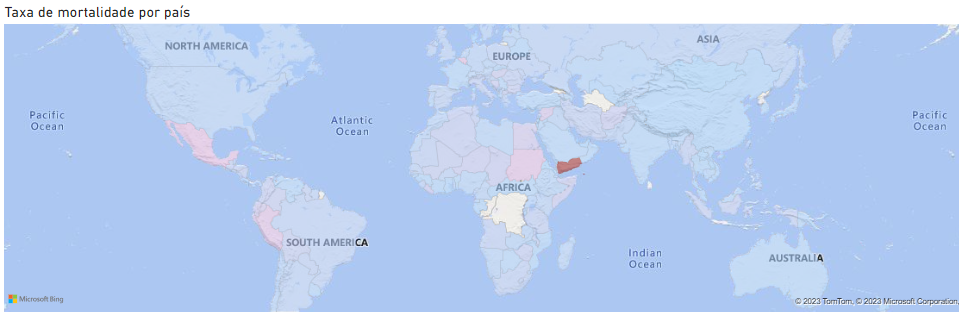 Taxa de mortalidade por país
NORTH AMERICA
EUROPE
ASIA
Pacific
Ocean
Atlantic
Ocean
Pacific
Ocean
AFRICA
SOUTH AMERICA
Indian
Ocean
AUSTRALIA
Microsoft Bing
© 2023 TomTom, © 2023 Microsoft Corporation,